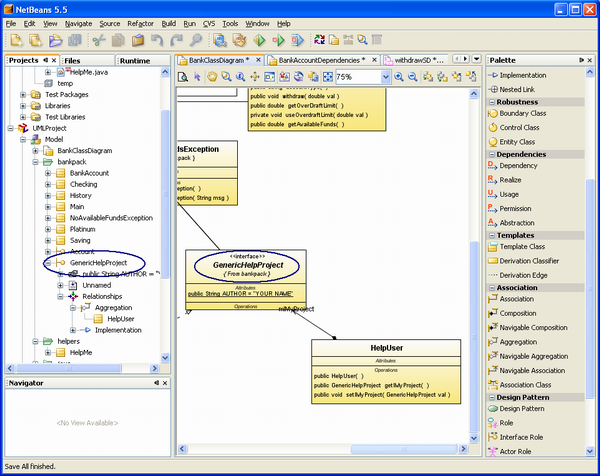 NetBeans 5.5
File Edit View Navigate Source Refactor Build Run CVS Tools Window Help
75%
Projects Files Runtime
HelpMe.java
temp
Test Packages
Libraries
Test Libraries
UMLProject
Model
BankClassDiagram
bankpack
BankAccount
Checking
History
Main
NoAvailableFundsException
Platinum
Saving
Account
GenericHelpProject
public String AUTHOR = "Y
Unnamed
Relationships
Aggregation
HelpUser
Implementation
helpers
HelpMe
Navigator
<No View Available>
Save All finished.
BankClassDiagram * BankAccountDependencies * withdrawSD *...
public void withdraw( double val )
public double getOverDraftLimit( )
private void useOverdraftLimit( double val )
public double getAvailableFunds( )
dsException
pack }
ception( )
ception( String msg )
<<interface>>
GenericHelpProject
{ From bankpack }
Attributes
public String AUTHOR = "YOUR NAME"
Operations
mIMyProject
HelpUser
Attributes
Operations
public HelpUser( )
public GenericHelpProject getIMyProject( )
public void setIMyProject( GenericHelpProject val )
Palette
Implementation
Nested Link
Robustness
Boundary Class
Control Class
Entity Class
Dependencies
Dependency
Realize
Usage
Permission
Abstraction
Templates
Template Class
Derivation Classifier
Derivation Edge
Association
Association
Composition
Navigable Composition
Aggregation
Navigable Aggregation
Navigable Association
Association Class
Design Pattern
Design Pattern
Role
Interface Role
Actor Role